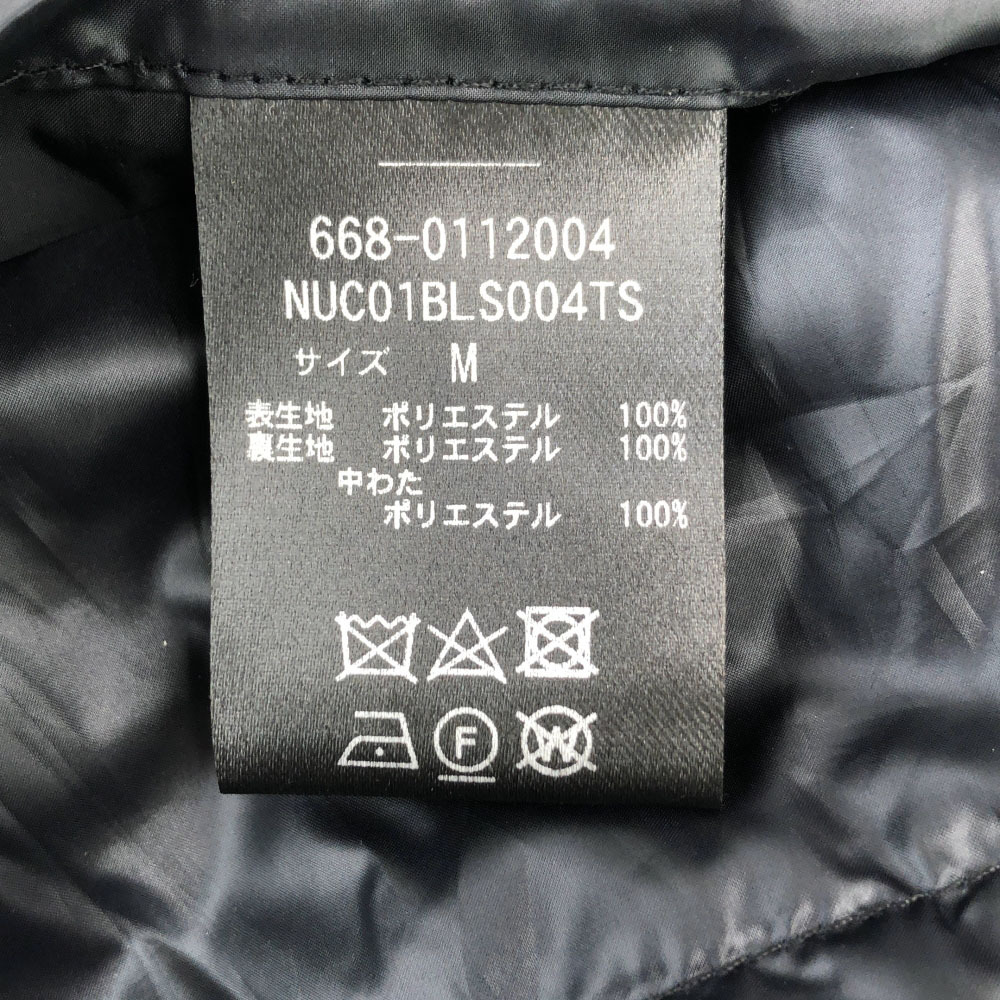 668-0112004
NUC01BLS004TS
サイズ M
表生地 ポリエステル 100%
裏生地 ポリエステル 100%
中わた
ポリエステル 100%
F
W